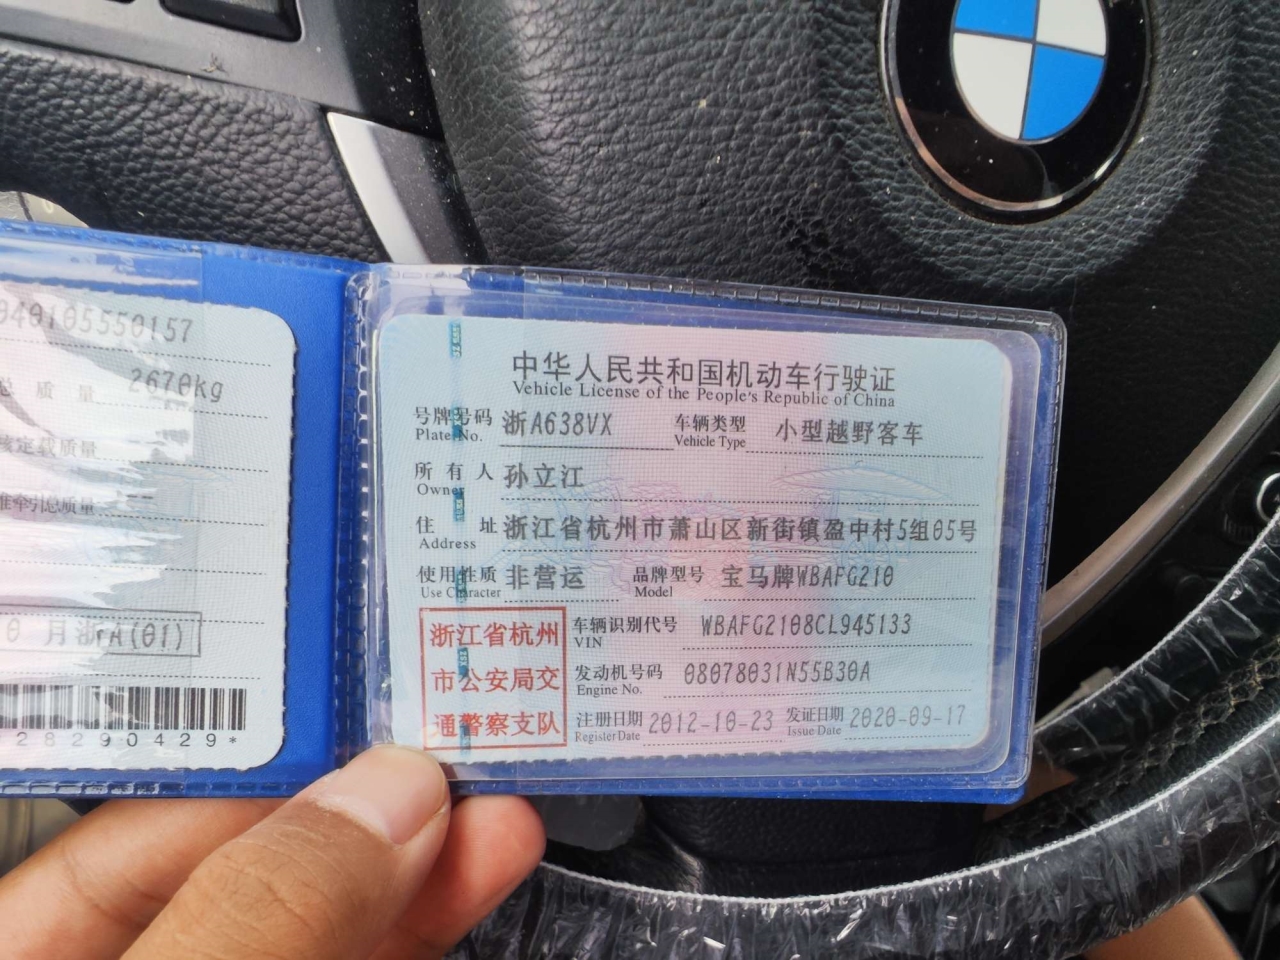 040105550157
总 质 量 2670kg
核定载质量
准牵引总质量
0 月浙A(01)
28290429*
中华人民共和国机动车行驶证
Vehicle License of the People's Republic of China
号牌号码 浙A638VX 车辆类型 小型越野客车
Plate No. Vehicle Type
所 有 人 孙立江
Owner
住 址 浙江省杭州市萧山区新街镇盈中村5组05号
Address
使用性质 非营运 品牌型号 宝马牌WBAFG210
Use Character Model
浙江省杭州
市公安局交
通警察支队
车辆识别代号 WBAFG2108CL945133
VIN
发动机号码 08078031N55B30A
Engine No.
注册日期 2012-10-23 发证日期 2020-09-17
Register Date Issue Date